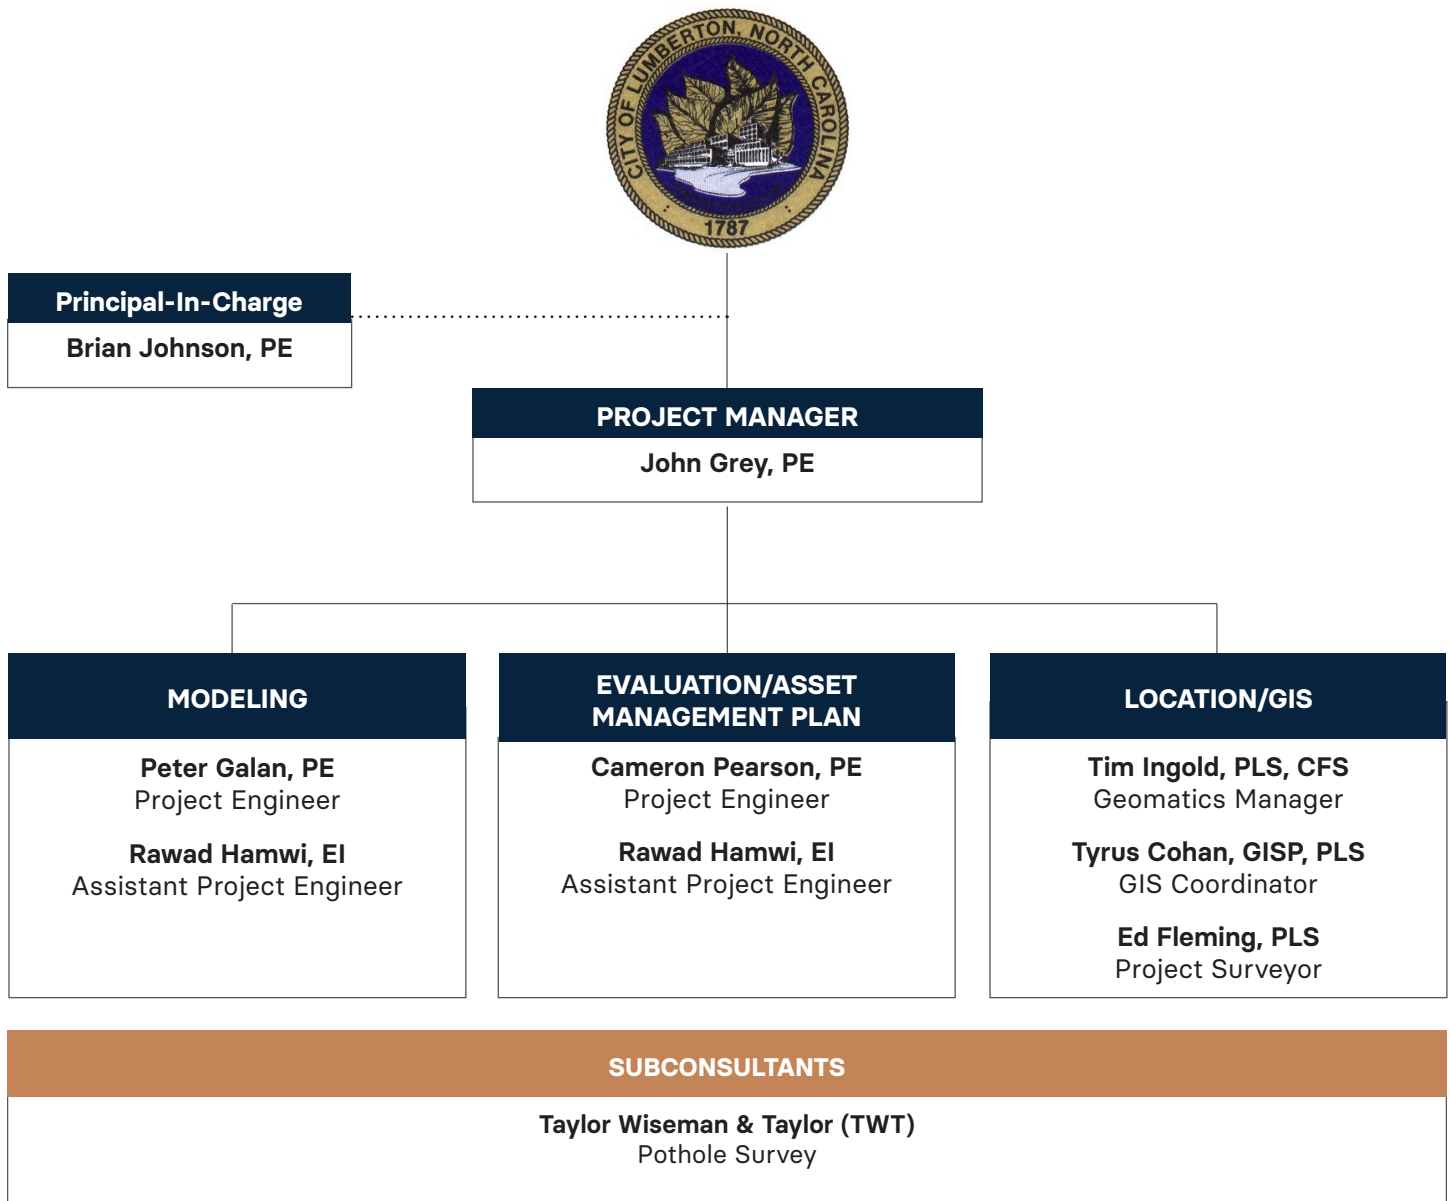 CITY OF LUMBERTON, NORTH CAROLINA
1787
Principal-In-Charge
Brian Johnson, PE
PROJECT MANAGER
John Grey, PE
MODELING
Peter Galan, PE
Project Engineer
Rawad Hamwi, EI
Assistant Project Engineer
EVALUATION/ASSET
MANAGEMENT PLAN
Cameron Pearson, PE
Project Engineer
Rawad Hamwi, EI
Assistant Project Engineer
LOCATION/GIS
Tim Ingold, PLS, CFS
Geomatics Manager
Tyrus Cohan, GISP, PLS
GIS Coordinator
Ed Fleming, PLS
Project Surveyor
SUBCONSULTANTS
Taylor Wiseman & Taylor (TWT)
Pothole Survey